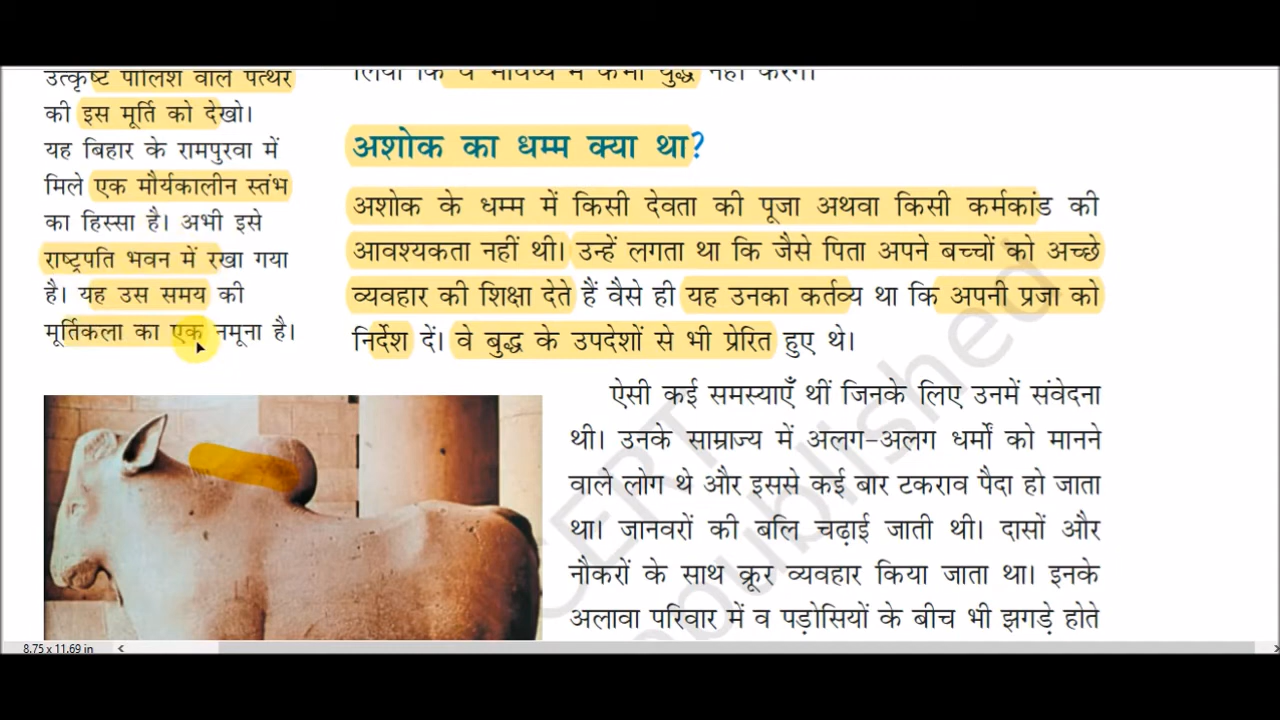 उत्कृष्ट पॉलिश वाले पत्थर
की इस मूर्ति को देखो।
यह बिहार के रामपुरवा में
मिले एक मौर्यकालीन स्तंभ
का हिस्सा है। अभी इसे
राष्ट्रपति भवन में रखा गया
है। यह उस समय की
मूर्तिकला का एक नमूना है।
लिया कि वे भविष्य में कभी युद्ध नहीं करेंगे।
अशोक का धम्म क्या था?
अशोक के धम्म में किसी देवता की पूजा अथवा किसी कर्मकांड की
आवश्यकता नहीं थी। उन्हें लगता था कि जैसे पिता अपने बच्चों को अच्छे
व्यवहार की शिक्षा देते हैं वैसे ही यह उनका कर्तव्य था कि अपनी प्रजा को
निर्देश दें। वे बुद्ध के उपदेशों से भी प्रेरित हुए थे।
ऐसी कई समस्याएँ थीं जिनके लिए उनमें संवेदना
थी। उनके साम्राज्य में अलग-अलग धर्मों को मानने
वाले लोग थे और इससे कई बार टकराव पैदा हो जाता
था। जानवरों की बलि चढ़ाई जाती थी। दासों और
नौकरों के साथ क्रूर व्यवहार किया जाता था। इनके
अलावा परिवार में व पड़ोसियों के बीच भी झगड़े होते
8.75 x 11.69 in